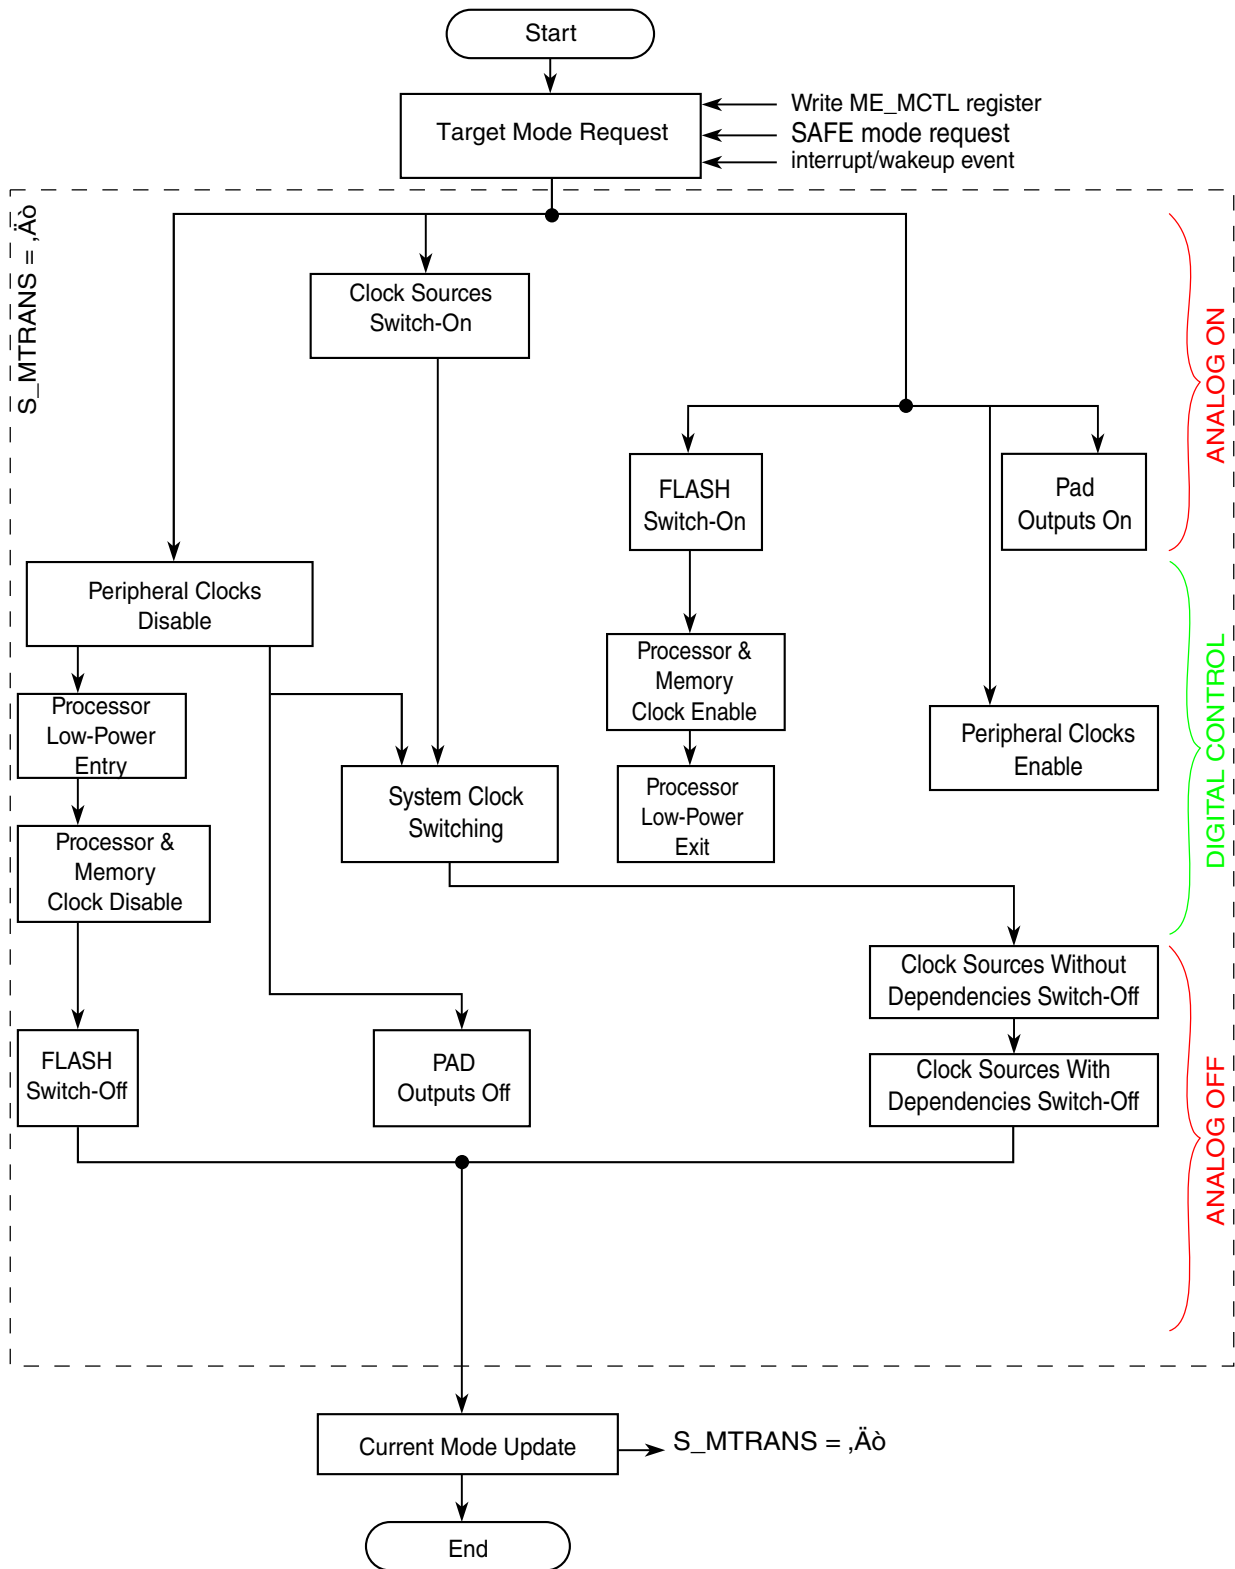 Start
Target Mode Request
Write ME_MCTL register
SAFE mode request
interrupt/wakeup event
S_MTRANS = ‚Äò
ANALOG ON
Clock Sources
Switch-On
FLASH
Switch-On
Pad
Outputs On
Peripheral Clocks
Disable
DIGITAL CONTROL
Processor &
Memory
Clock Enable
Processor
Low-Power
Entry
Peripheral Clocks
Enable
System Clock
Switching
Processor
Low-Power
Exit
Processor &
Memory
Clock Disable
Clock Sources Without
Dependencies Switch-Off
ANALOG OFF
FLASH
Switch-Off
PAD
Outputs Off
Clock Sources With
Dependencies Switch-Off
Current Mode Update
S_MTRANS = ‚Äò
End